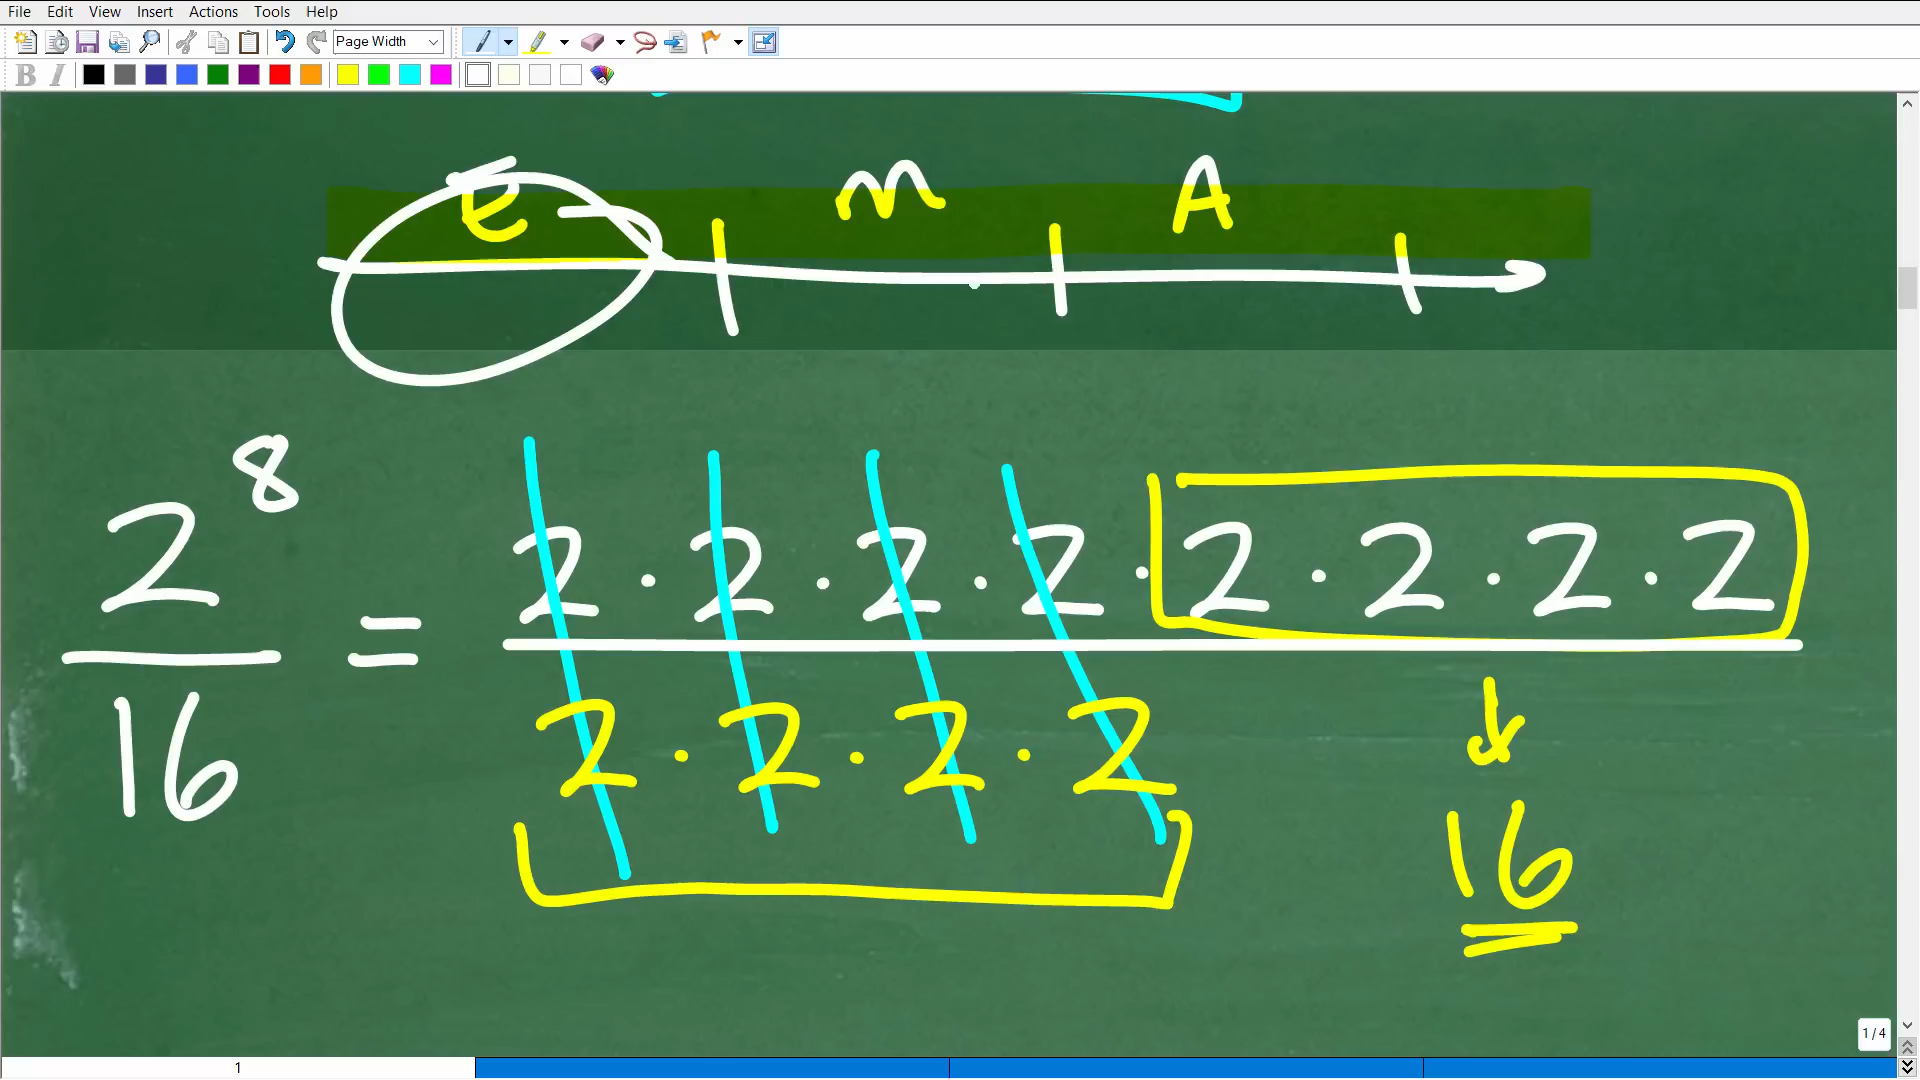 File Edit View Insert Actions Tools Help
Page Width
B I
e m A
2^8 / 16 = 2 · 2 · 2 · 2 · 2 · 2 · 2 · 2 / 2 · 2 · 2 · 2
16
1 / 4
1